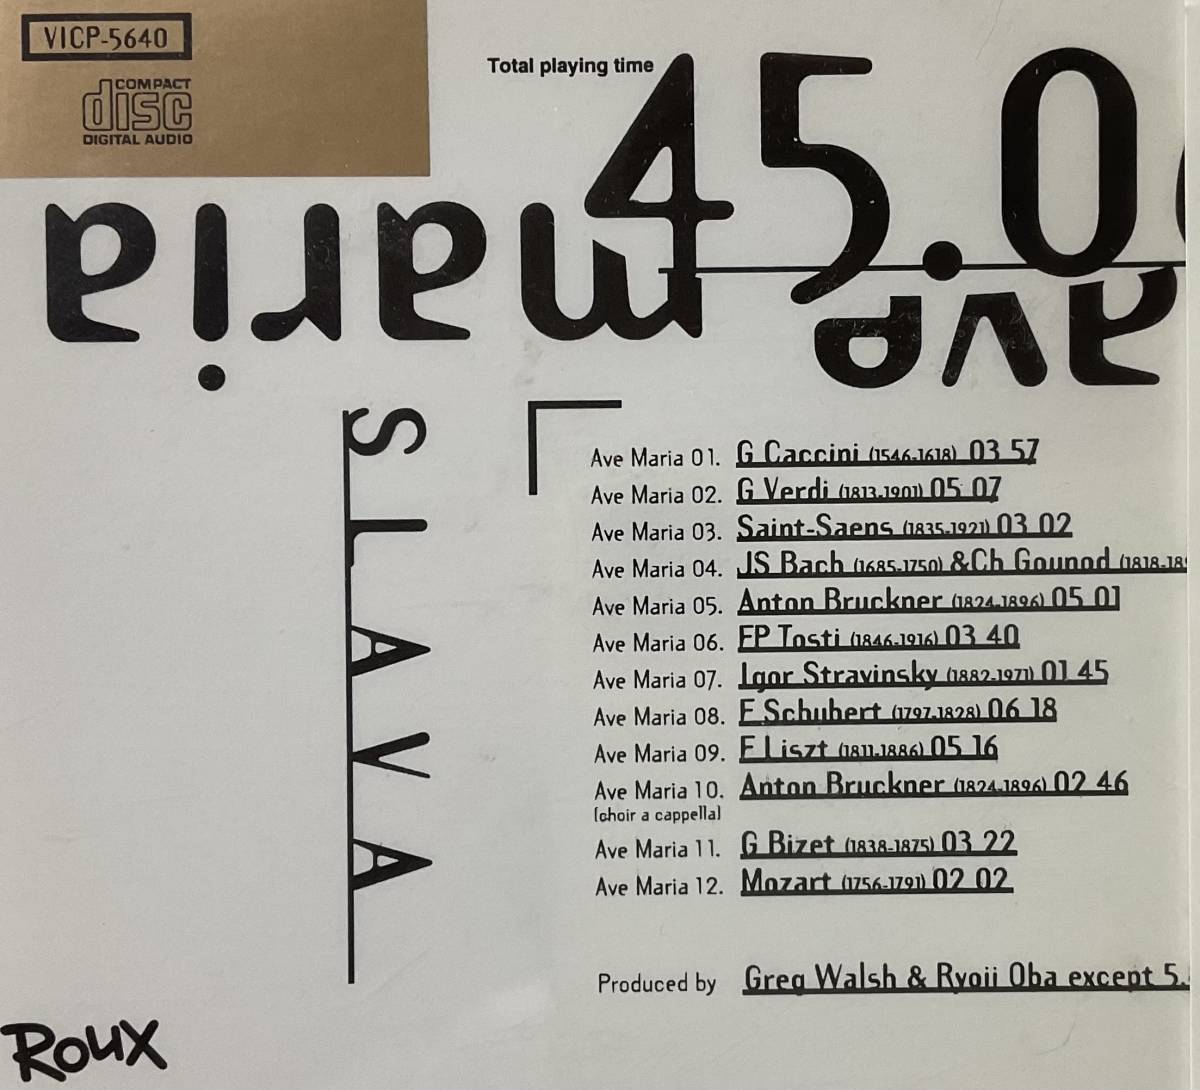 VICP-5640
COMPACT
disc
DIGITAL AUDIO
Total playing time 45.0
ave
maria
SLAVA
Ave Maria 01. G Caccini (1546-1618) 03 57
Ave Maria 02. G Verdi (1813-1901) 05 07
Ave Maria 03. Saint-Saens (1835-1921) 03 02
Ave Maria 04. JS Bach (1685-1750) &Ch Gounod (1818-18
Ave Maria 05. Anton Bruckner (1824-1896) 05 01
Ave Maria 06. FP Tosti (1846-1916) 03 40
Ave Maria 07. Igor Stravinsky (1882-1971) 01 45
Ave Maria 08. F Schubert (1797-1828) 06 18
Ave Maria 09. F Liszt (1811-1886) 05 16
Ave Maria 10. Anton Bruckner (1824-1896) 02 46
(choir a cappella)
Ave Maria 11. G Bizet (1838-1875) 03 22
Ave Maria 12. Mozart (1756-1791) 02 02
Produced by Greg Walsh & Ryoji Oba except 5.
Roux